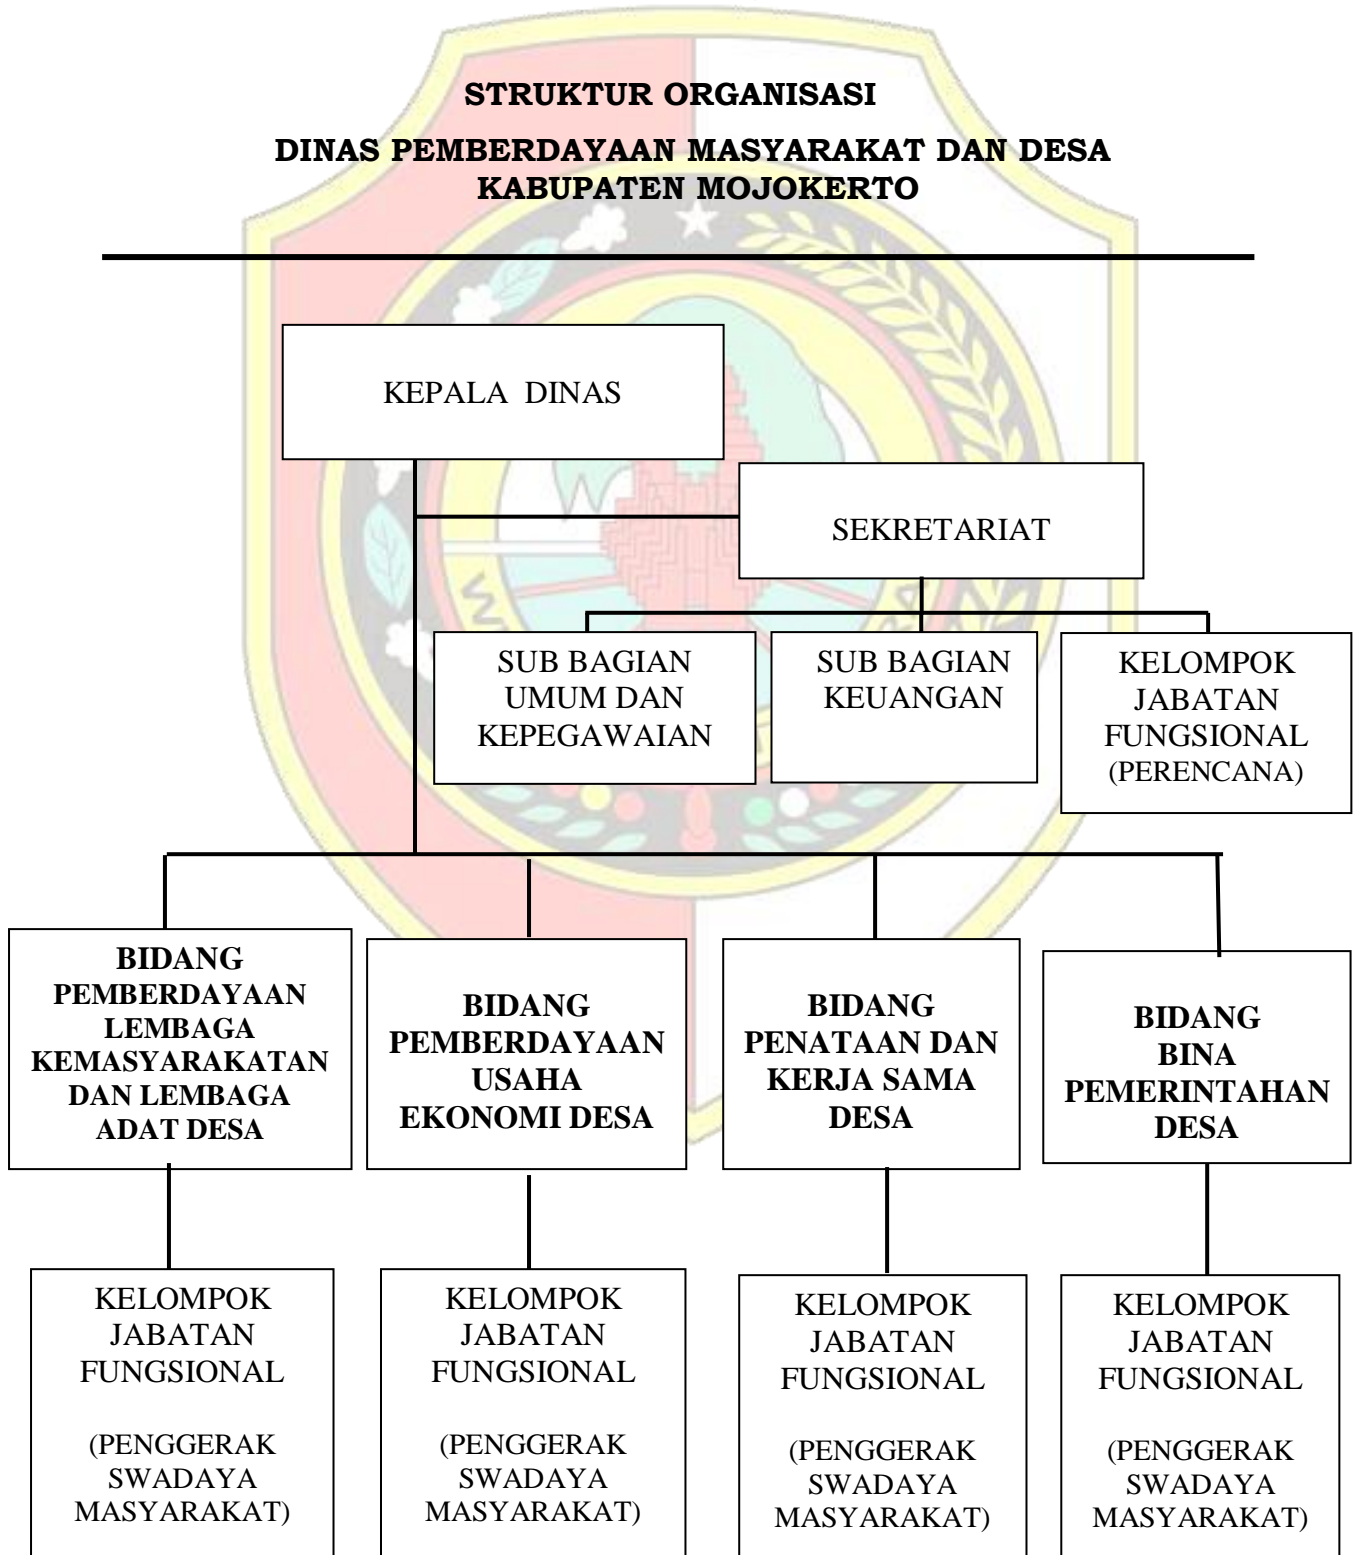 STRUKTUR ORGANISASI
DINAS PEMBERDAYAAN MASYARAKAT DAN DESA
KABUPATEN MOJOKERTO
KEPALA DINAS
SEKRETARIAT
SUB BAGIAN
UMUM DAN
KEPEGAWAIAN
SUB BAGIAN
KEUANGAN
KELOMPOK
JABATAN
FUNGSIONAL
(PERENCANA)
BIDANG
PEMBERDAYAAN
LEMBAGA
KEMASYARAKATAN
DAN LEMBAGA
ADAT DESA
BIDANG
PEMBERDAYAAN
USAHA
EKONOMI DESA
BIDANG
PENATAAN DAN
KERJA SAMA
DESA
BIDANG
BINA
PEMERINTAHAN
DESA
KELOMPOK
JABATAN
FUNGSIONAL
(PENGGERAK
SWADAYA
MASYARAKAT)
KELOMPOK
JABATAN
FUNGSIONAL
(PENGGERAK
SWADAYA
MASYARAKAT)
KELOMPOK
JABATAN
FUNGSIONAL
(PENGGERAK
SWADAYA
MASYARAKAT)
KELOMPOK
JABATAN
FUNGSIONAL
(PENGGERAK
SWADAYA
MASYARAKAT)